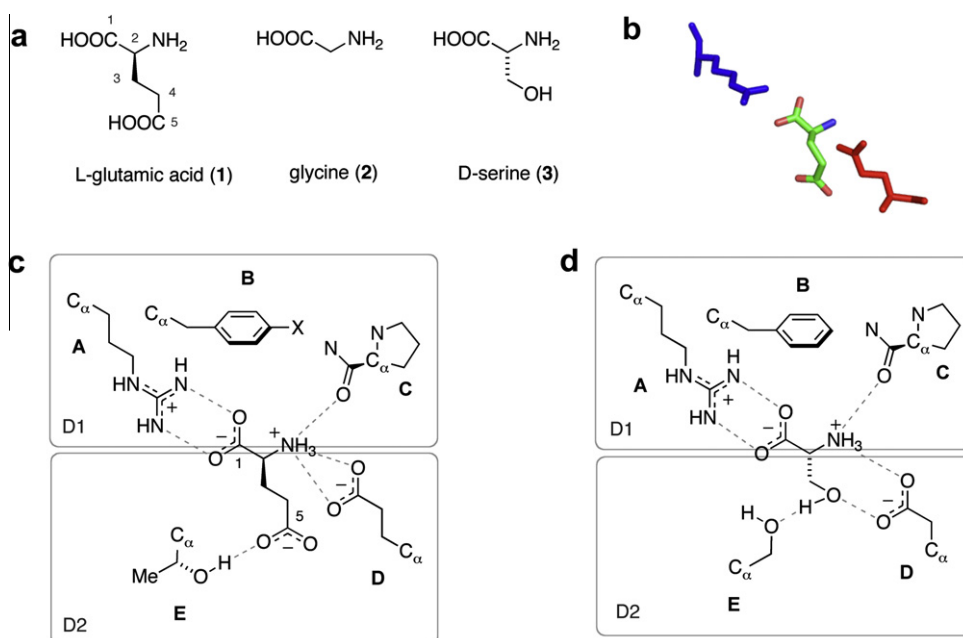 a
1
HOOC
2
NH₂
3
4
HOOC
5
L-glutamic acid (1)
HOOC
NH₂
glycine (2)
HOOC
NH₂
OH
D-serine (3)
b
c
B
Cα
Cα
X
A
N
N
Cα
O
C
HN
H
N
+
HN
D1
O
−
O
1
+
NH₃
O
−
O
5
O
−
O
Cα
D
Cα
Me
O
H
E
D2
d
B
Cα
Cα
A
N
N
Cα
O
C
HN
H
N
+
HN
D1
O
−
O
+
NH₃
O
H
O
−
O
H
O
Cα
Cα
D
E
D2